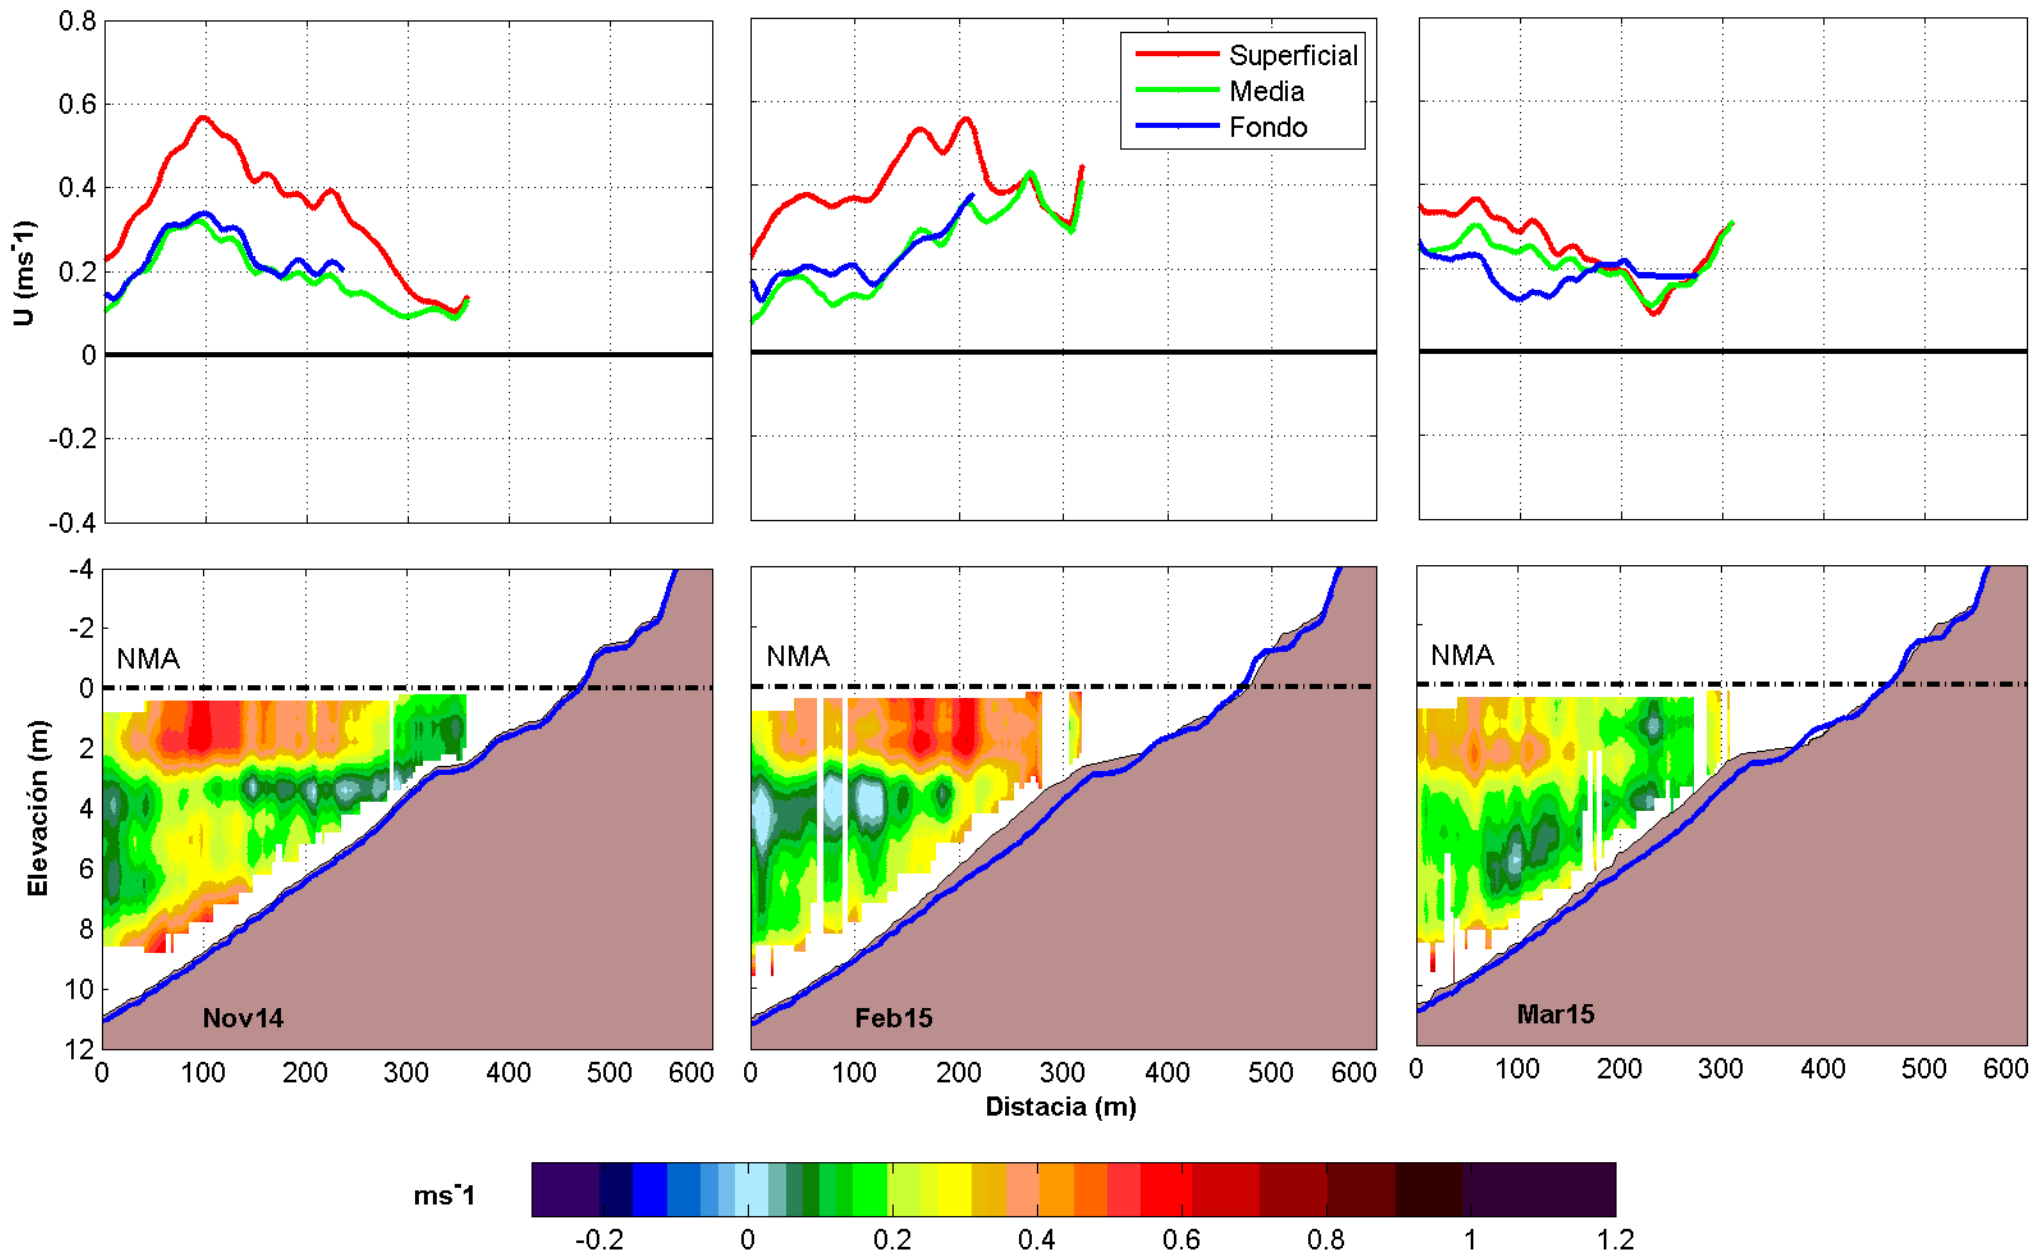 0.8
0.6
0.4
0.2
0
-0.2
-0.4
U (ms-1)
Superficial
Media
Fondo
-4
-2
0
2
4
6
8
10
12
Elevación (m)
NMA
NMA
NMA
Nov14
Feb15
Mar15
0 100 200 300 400 500 600
0 100 200 300 400 500 600
0 100 200 300 400 500 600
Distacia (m)
ms-1
-0.2 0 0.2 0.4 0.6 0.8 1 1.2